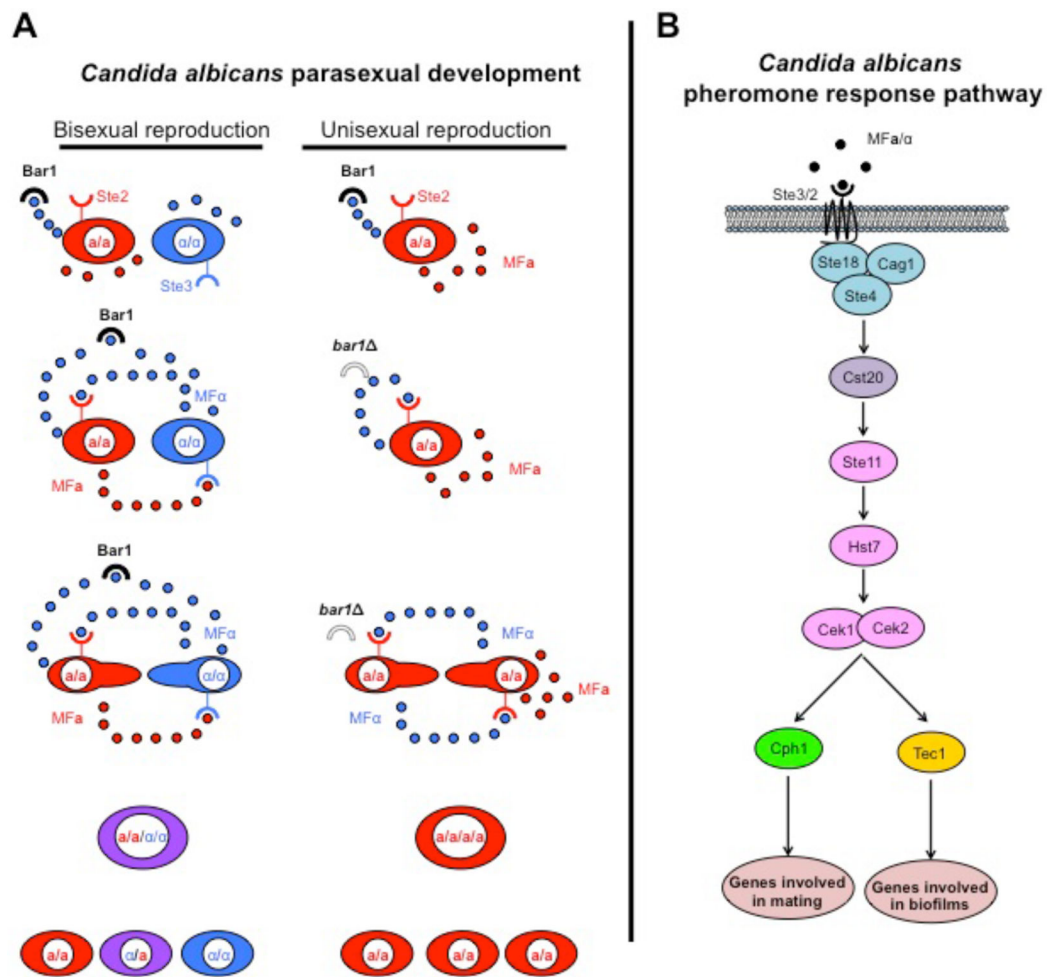 A
Candida albicans parasexual development
Bisexual reproduction
Unisexual reproduction
Bar1
Ste2
a/a
α/α
Ste3
Bar1
Ste2
a/a
MFa
Bar1
MFα
a/a
α/α
MFa
bar1Δ
a/a
MFa
Bar1
MFα
a/a
α/α
MFa
bar1Δ
MFα
a/a
a/a
MFα
MFa
a/a/α/α
a/a/a/a
a/a
α/a
α/α
a/a
a/a
a/a
B
Candida albicans
pheromone response pathway
MFa/α
Ste3/2
Ste18
Cag1
Ste4
Cst20
Ste11
Hst7
Cek1
Cek2
Cph1
Tec1
Genes involved
in mating
Genes involved
in biofilms